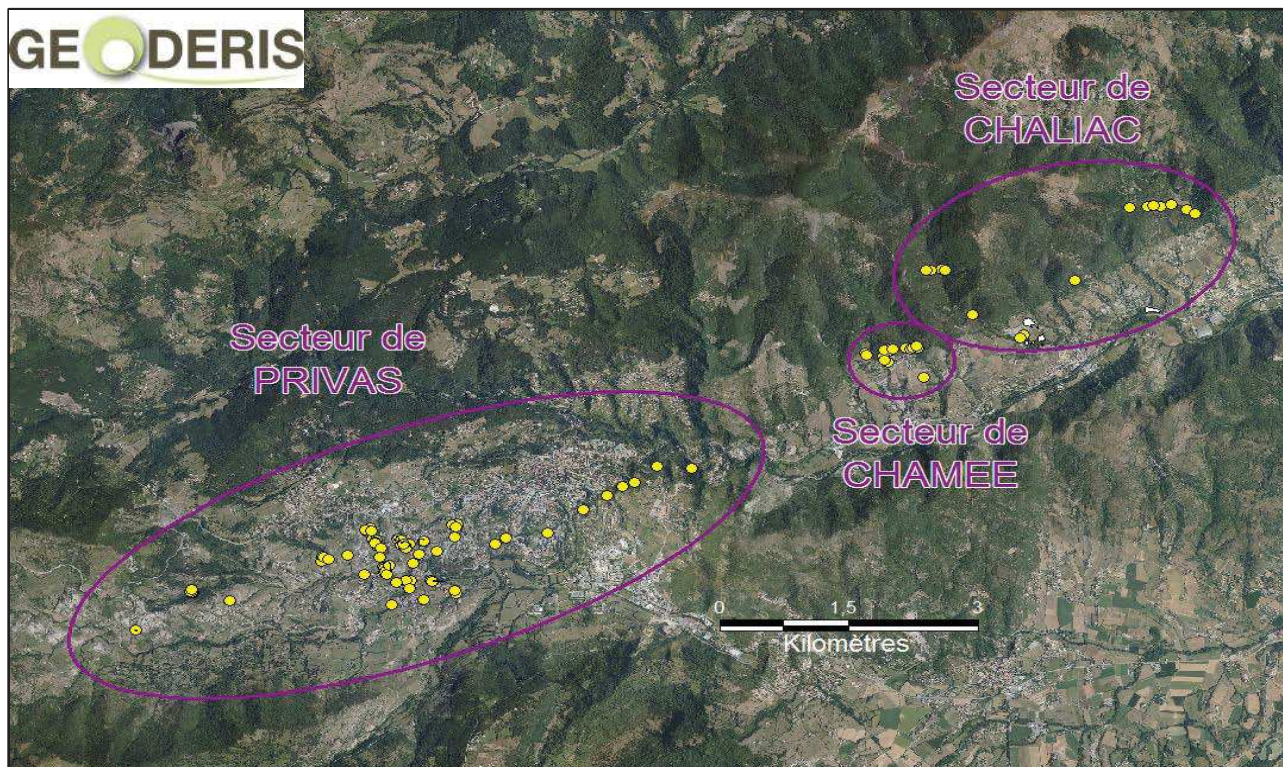 GEODERIS
Secteur de
CHALIAC
Secteur de
PRIVAS
Secteur de
CHAMEE
0 1,5 3
Kilomètres